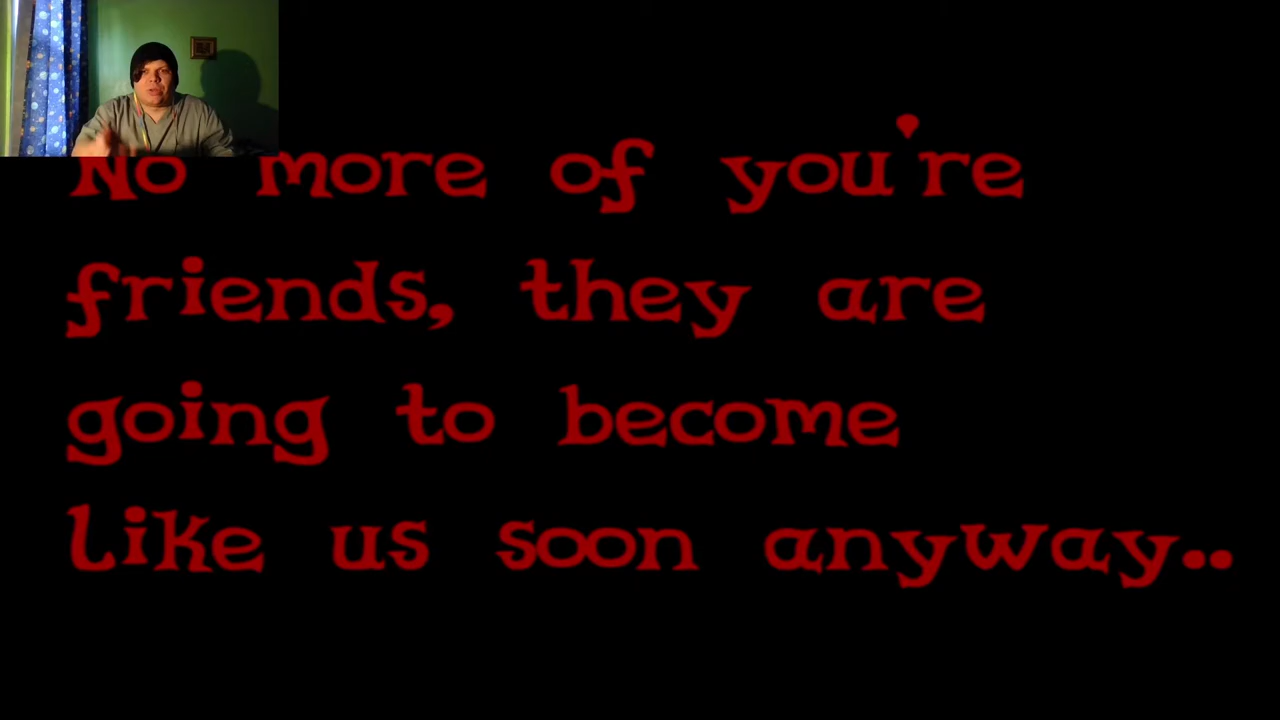 No more of you're
friends, they are
going to become
like us soon anyway..